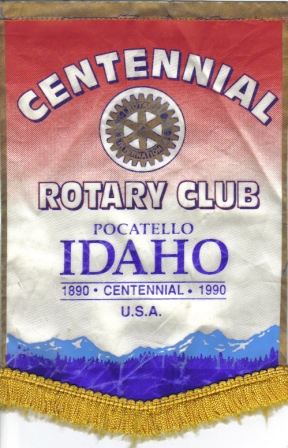 CENTENNIAL
ROTARY CLUB
POCATELLO
IDAHO
1890 • CENTENNIAL • 1990
U.S.A.